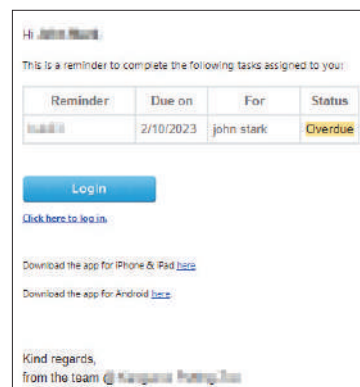 Hi
This is a reminder to complete the following tasks assigned to you:
Reminder Due on For Status
2/10/2023 john stark Overdue
Login
Click here to log in.
Download the app for iPhone & iPad here
Download the app for Android here.
Kind regards,
from the team @